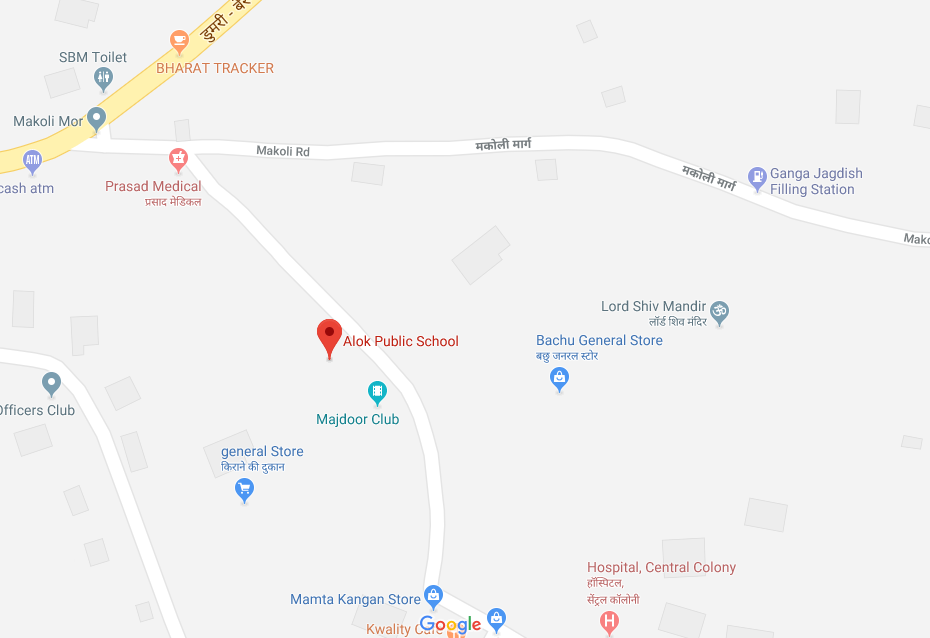 डुमरी - बे
SBM Toilet
BHARAT TRACKER
Makoli Mor
Makoli Rd
मकोली मार्ग
cash atm
Prasad Medical
प्रसाद मेडिकल
मकोली मार्ग
Ganga Jagdish
Filling Station
Mako
Lord Shiv Mandir
लॉर्ड शिव मंदिर
Alok Public School
Bachu General Store
बछु जनरल स्टोर
Officers Club
Majdoor Club
general Store
किराने की दुकान
Hospital, Central Colony
हॉस्पिटल,
सेंट्रल कॉलोनी
Mamta Kangan Store
Google
Kwality Cafe
ATM
H